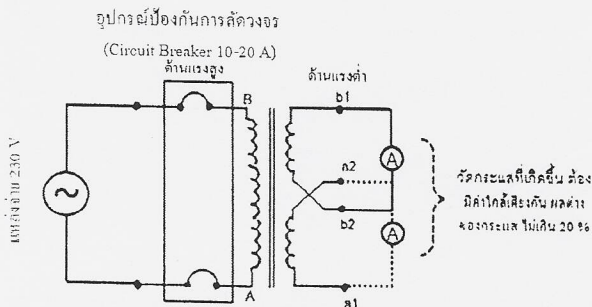 อุปกรณ์ป้องกันการลัดวงจร
(Circuit Breaker 10-20 A)
ด้านแรงสูง
ด้านแรงต่ำ
B
b1
A
a2
b2
A
A
a1
แหล่งจ่าย 230 V
วัดกระแสที่เกิดขึ้น ต้อง
มีค่าใกล้เคียงกัน ผลต่าง
ของกระแส ไม่เกิน 20 %